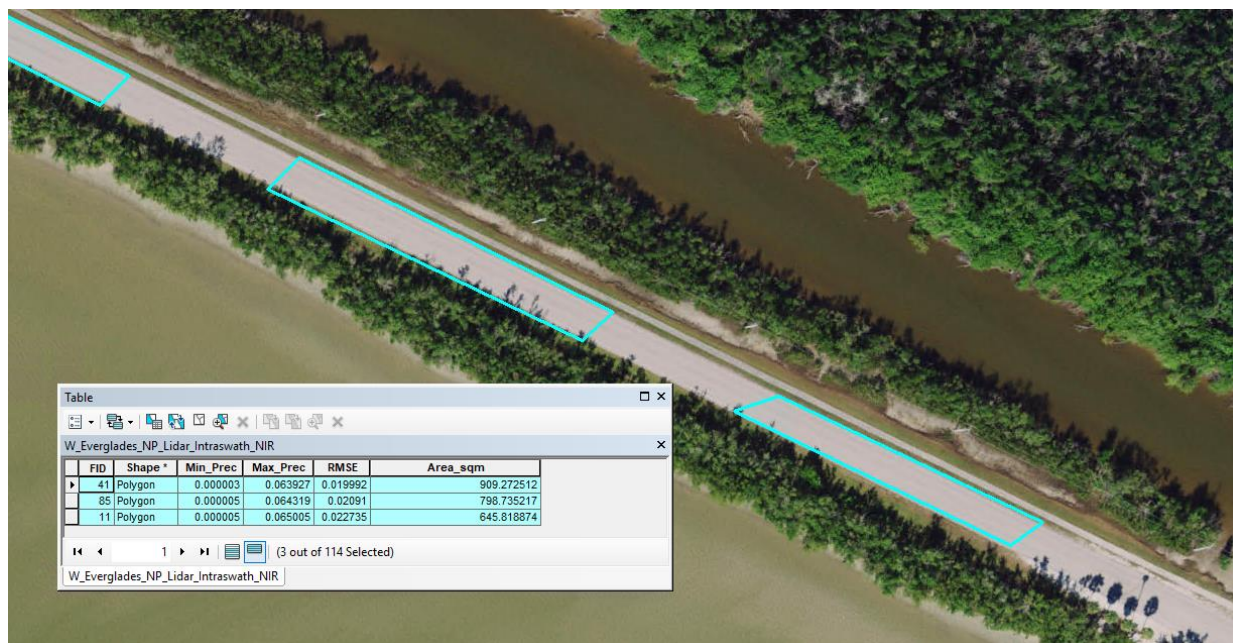 Table
W_Everglades_NP_Lidar_Intraswath_NIR
FID Shape * Min_Prec Max_Prec RMSE Area_sqm
41 Polygon 0.000003 0.063927 0.019992 909.272512
85 Polygon 0.000005 0.064319 0.02091 798.735217
11 Polygon 0.000005 0.065005 0.022735 645.818874
1 (3 out of 114 Selected)
W_Everglades_NP_Lidar_Intraswath_NIR